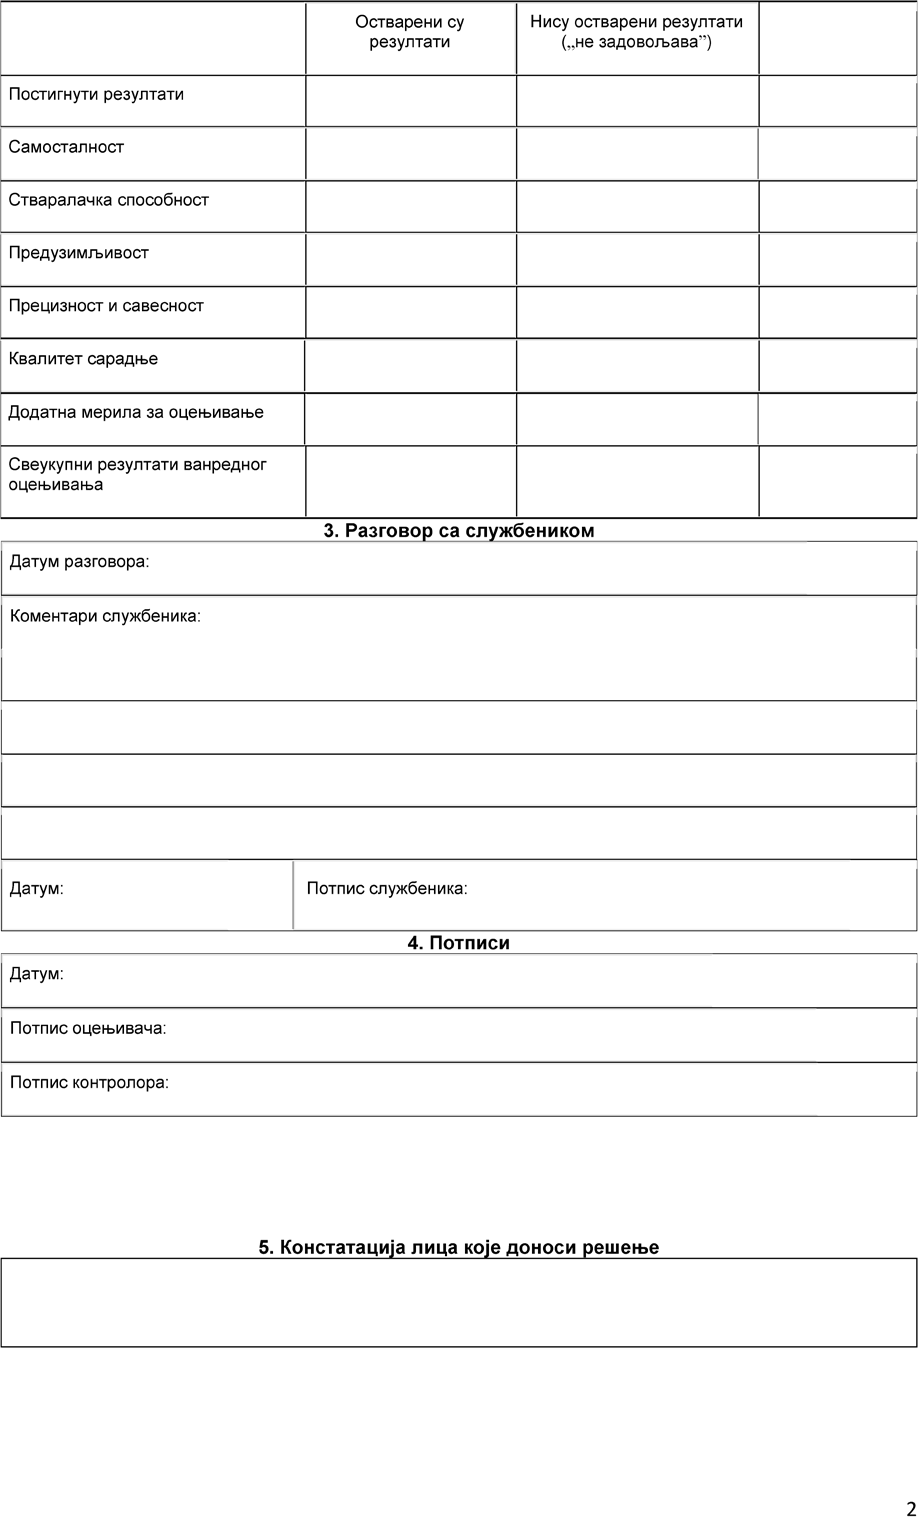 Остварени су
резултати
Нису остварени резултати
(„не задовољава”)
Постигнути резултати
Самосталност
Стваралачка способност
Предузимљивост
Прецизност и савесност
Квалитет сарадње
Додатна мерила за оцењивање
Свеукупни резултати ванредног
оцењивања
3. Разговор са службеником
Датум разговора:
Коментари службеника:
Датум:
Потпис службеника:
4. Потписи
Датум:
Потпис оцењивача:
Потпис контролора:
5. Констатација лица које доноси решење
2